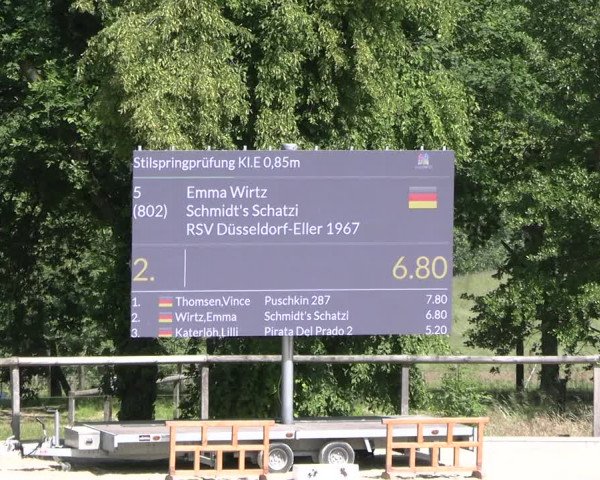 Stilspringprüfung Kl.E 0,85m
5 Emma Wirtz
(802) Schmidt's Schatzi
RSV Düsseldorf-Eller 1967
2. 6.80
1. Thomsen,Vince Puschkin 287 7.80
2. Wirtz,Emma Schmidt's Schatzi 6.80
3. Katerlöh,Lilli Pirata Del Prado 2 5.20